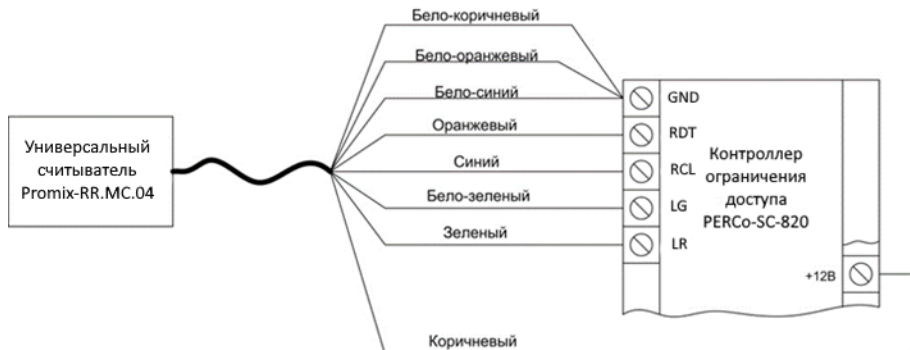 Бело-коричневый
Бело-оранжевый
Бело-синий
Оранжевый
Синий
Бело-зеленый
Зеленый
Коричневый
Универсальный
считыватель
Promix-RR.MC.04
GND
RDT
RCL
LG
LR
Контроллер
ограничения
доступа
PERCo-SC-820
+12В